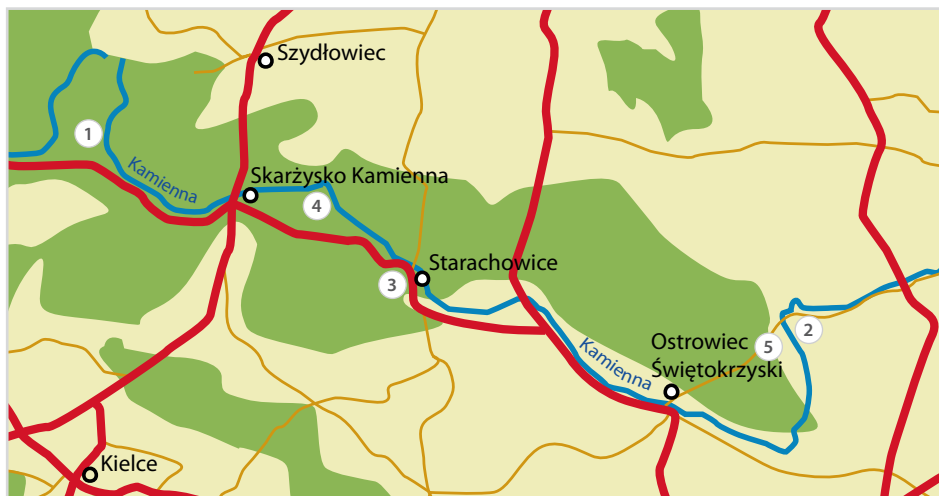 Szydłowiec
1
Kamienna
Skarżysko Kamienna
4
Starachowice
3
Kamienna
Ostrowiec
Świętokrzyski
5
2
Kielce